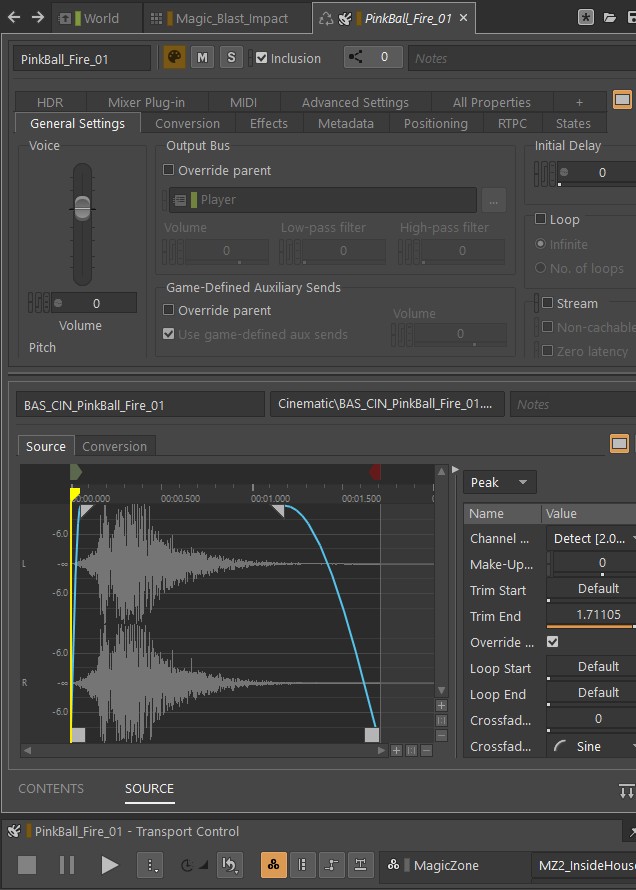 World Magic_Blast_Impact PinkBall_Fire_01
PinkBall_Fire_01 M S Inclusion 0 Notes
HDR Mixer Plug-in MIDI Advanced Settings All Properties +
General Settings Conversion Effects Metadata Positioning RTPC States
Voice Output Bus Initial Delay
Override parent 0
Player ...
Loop
Volume Low-pass filter High-pass filter
Infinite
0 0 0
No. of loops
Game-Defined Auxiliary Sends
0 Override parent Volume Stream
Volume Use game-defined aux sends 0 Non-cachable
Pitch Zero latency
BAS_CIN_PinkBall_Fire_01 Cinematic\BAS_CIN_PinkBall_Fire_01.... Notes
Source Conversion
Peak
00:00.000 00:00.500 00:01.000 00:01.500 0
Name Value
-6.0
Channel ... Detect [2.0...
L -∞
Make-Up... 0
-6.0
Trim Start Default
Trim End 1.71105
-6.0
Override ...
Loop Start Default
R -∞
Loop End Default
-6.0
Crossfad... 0
Crossfad... Sine
CONTENTS SOURCE
PinkBall_Fire_01 - Transport Control
MagicZone MZ2_InsideHouse